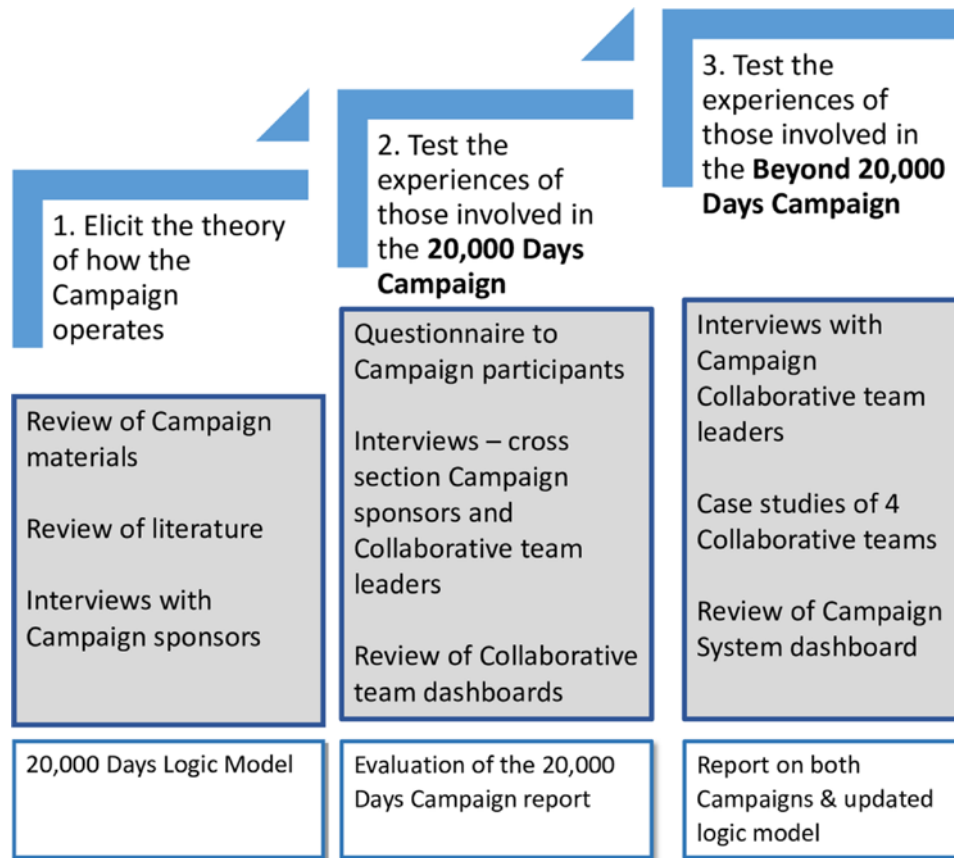 1. Elicit the theory
of how the
Campaign
operates
Review of Campaign
materials
Review of literature
Interviews with
Campaign sponsors
20,000 Days Logic Model
2. Test the
experiences of
those involved in
the 20,000 Days
Campaign
Questionnaire to
Campaign participants
Interviews – cross
section Campaign
sponsors and
Collaborative team
leaders
Review of Collaborative
team dashboards
Evaluation of the 20,000
Days Campaign report
3. Test the
experiences of
those involved in
the Beyond 20,000
Days Campaign
Interviews with
Campaign
Collaborative team
leaders
Case studies of 4
Collaborative teams
Review of Campaign
System dashboard
Report on both
Campaigns & updated
logic model